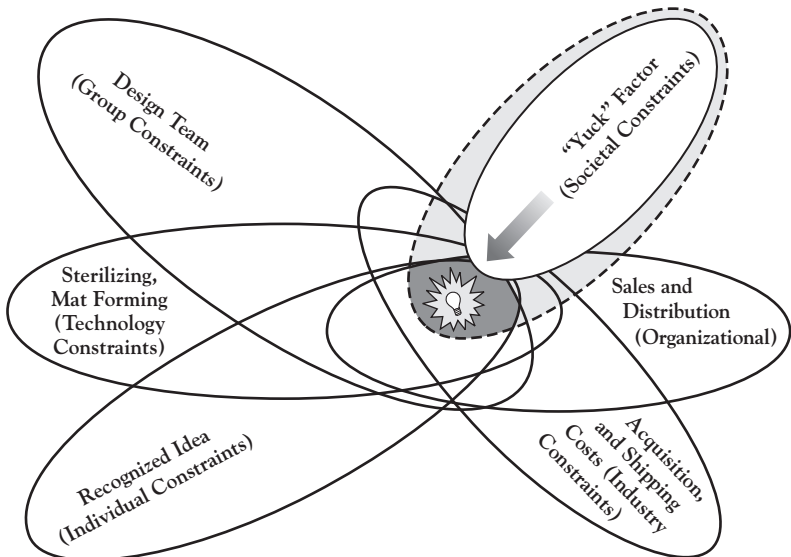 Design Team
(Group Constraints)
“Yuck” Factor
(Societal Constraints)
Sterilizing,
Mat Forming
(Technology
Constraints)
Sales and
Distribution
(Organizational)
Recognized Idea
(Individual Constraints)
Acquisition,
and Shipping
Costs (Industry
Constraints)